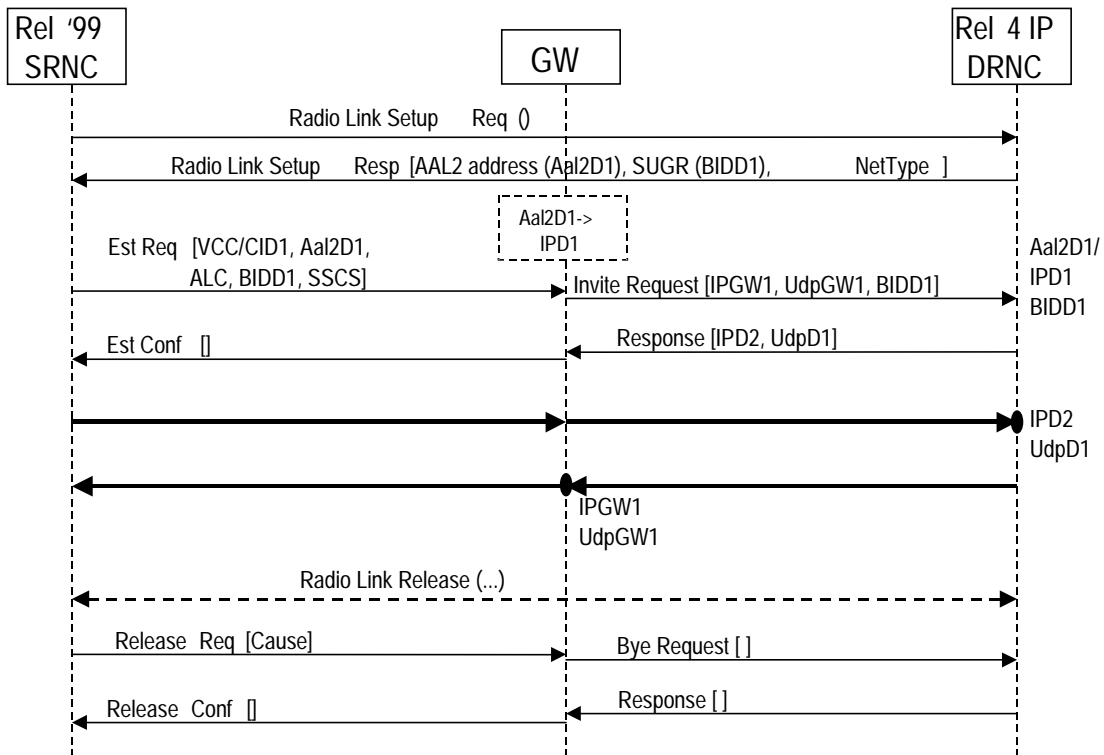 Rel '99
SRNC
GW
Rel 4 IP
DRNC
Radio Link Setup Req ()
Radio Link Setup Resp [AAL2 address (Aal2D1), SUGR (BIDD1), NetType ]
Aal2D1->
IPD1
Est Req [VCC/CID1, Aal2D1,
ALC, BIDD1, SSCS]
Invite Request [IPGW1, UdpGW1, BIDD1]
Aal2D1/
IPD1
BIDD1
Est Conf []
Response [IPD2, UdpD1]
IPD2
UdpD1
IPGW1
UdpGW1
Radio Link Release (...)
Release Req [Cause]
Bye Request [ ]
Release Conf []
Response [ ]